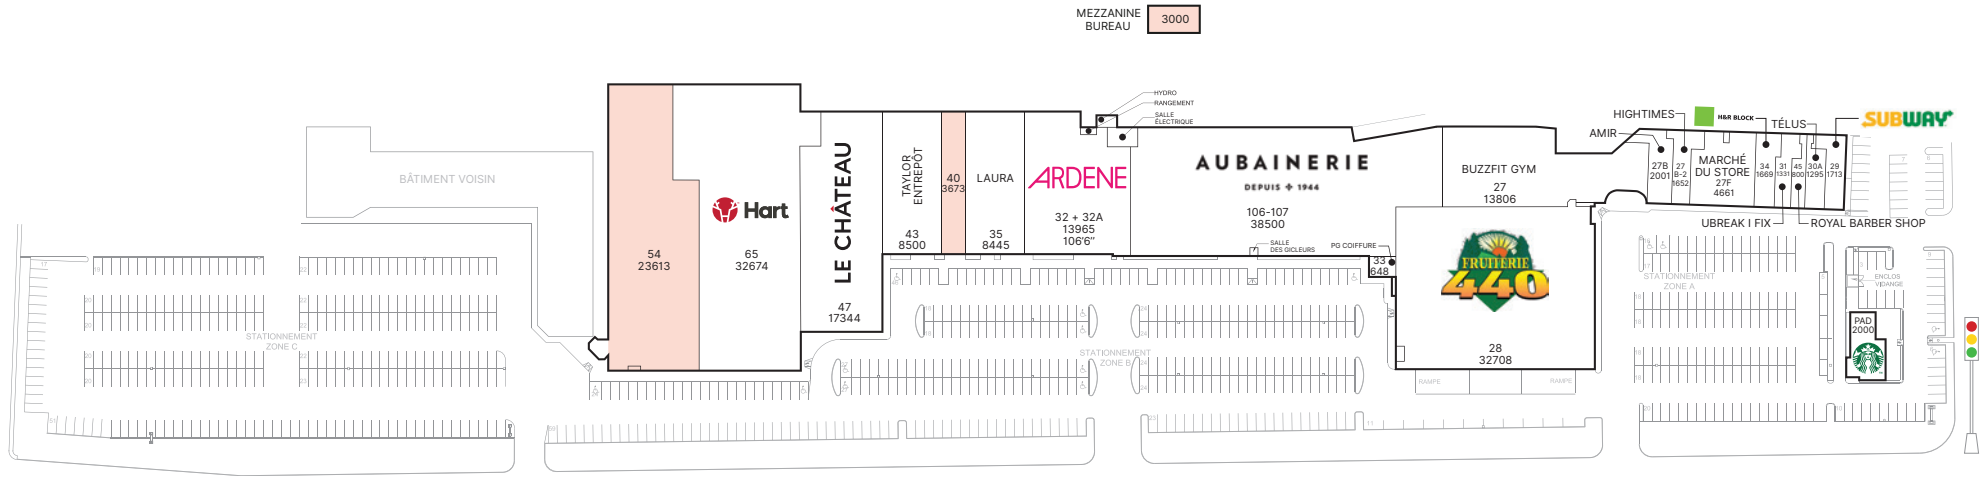 MEZZANINE
BUREAU
3000
HYDRO
RANGEMENT
SALLE
ÉLECTRIQUE
BÂTIMENT VOISIN
54
23613
Hart
65
32674
LE CHÂTEAU
47
17344
TAYLOR
ENTREPÔT
43
8500
40
3673
LAURA
35
8445
ARDENE
32 + 32A
13965
106'6"
AUBAINERIE
DEPUIS 1944
106-107
38500
SALLE
DES GICLEURS
PG COIFFURE
33
648
BUZZFIT GYM
27
13806
FRUITERIE
440
28
32708
RAMPE
RAMPE
AMIR
HIGHTIMES
H&R BLOCK
TÉLUS
SUBWAY
27B
2001
27
B-2
1652
MARCHÉ
DU STORE
27F
4661
34
1669
31
1331
45
800
30A
1295
29
1713
UBREAK I FIX
ROYAL BARBER SHOP
STATIONNEMENT
ZONE A
ENCLOS
VIDANGE
PAD
2000
STATIONNEMENT
ZONE B
STATIONNEMENT
ZONE C